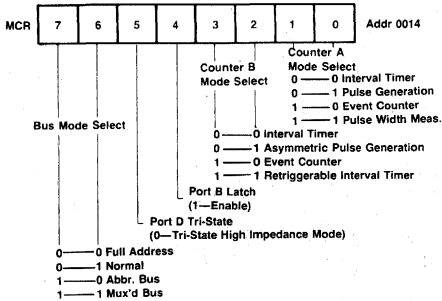 MCR 7 6 5 4 3 2 1 0 Addr 0014
Counter A
Mode Select
0 0 Interval Timer
0 1 Pulse Generation
1 0 Event Counter
1 1 Pulse Width Meas.
Counter B
Mode Select
0 0 Interval Timer
0 1 Asymmetric Pulse Generation
1 0 Event Counter
1 1 Retriggerable Interval Timer
Port B Latch
(1—Enable)
Port D Tri-State
(0—Tri-State High Impedance Mode)
Bus Mode Select
0 0 Full Address
0 1 Normal
1 0 Abbr. Bus
1 1 Mux'd Bus